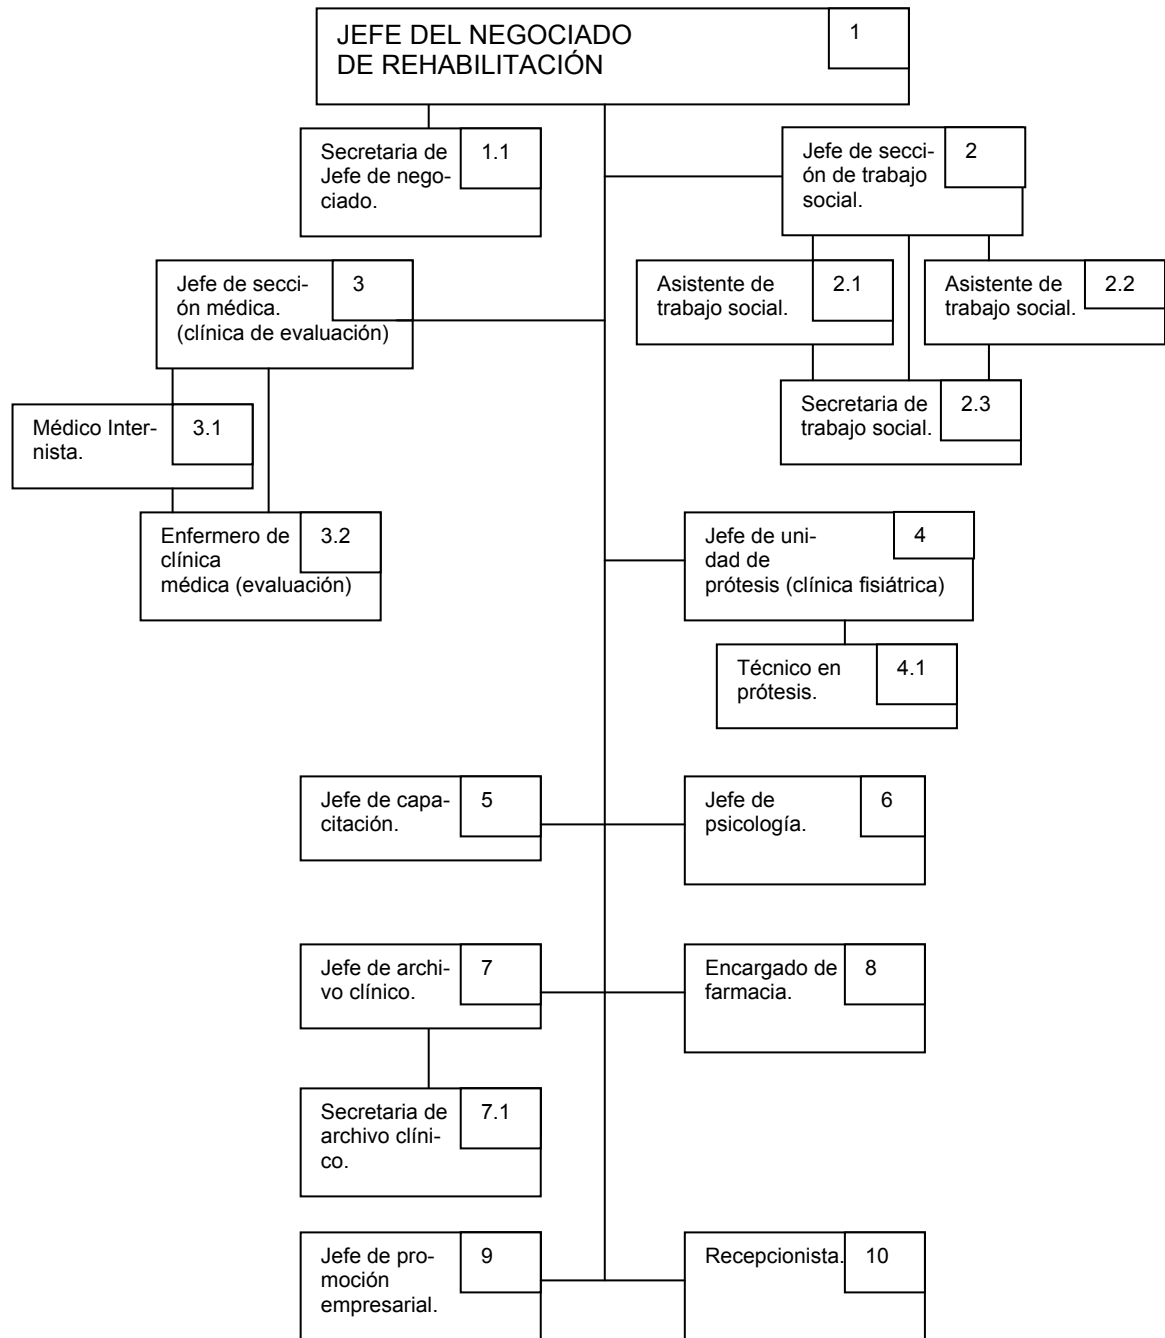 JEFE DEL NEGOCIADO
DE REHABILITACIÓN
1
Secretaria de
Jefe de nego-
ciado.
1.1
Jefe de secci-
ón de trabajo
social.
2
Jefe de secci-
ón médica.
(clínica de evaluación)
3
Asistente de
trabajo social.
2.1
Asistente de
trabajo social.
2.2
Médico Inter-
nista.
3.1
Secretaria de
trabajo social.
2.3
Enfermero de
clínica
médica (evaluación)
3.2
Jefe de uni-
dad de
prótesis (clínica fisiátrica)
4
Técnico en
prótesis.
4.1
Jefe de capa-
citación.
5
Jefe de
psicología.
6
Jefe de archi-
vo clínico.
7
Encargado de
farmacia.
8
Secretaria de
archivo clíni-
co.
7.1
Jefe de pro-
moción
empresarial.
9
Recepcionista.
10